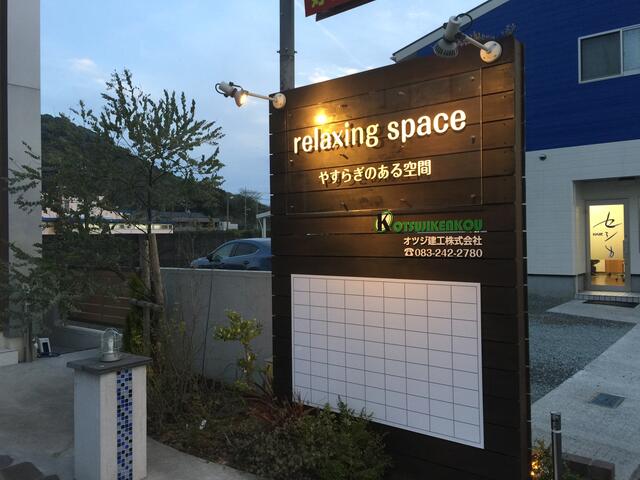 relaxing space
やすらぎのある空間
KOTSUJIKENKOU
オツジ建工株式会社
☎083-242-2780
HAIR